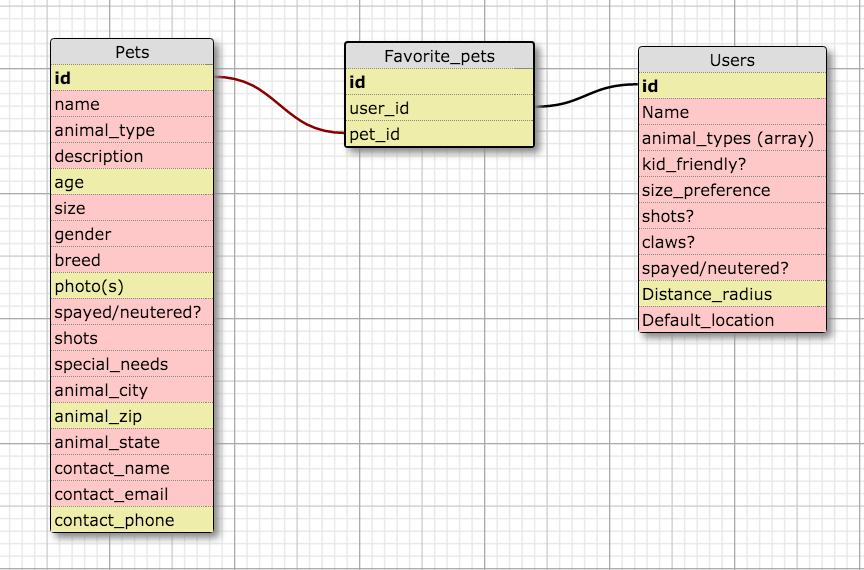 Pets
id
name
animal_type
description
age
size
gender
breed
photo(s)
spayed/neutered?
shots
special_needs
animal_city
animal_zip
animal_state
contact_name
contact_email
contact_phone
Favorite_pets
id
user_id
pet_id
Users
id
Name
animal_types (array)
kid_friendly?
size_preference
shots?
claws?
spayed/neutered?
Distance_radius
Default_location